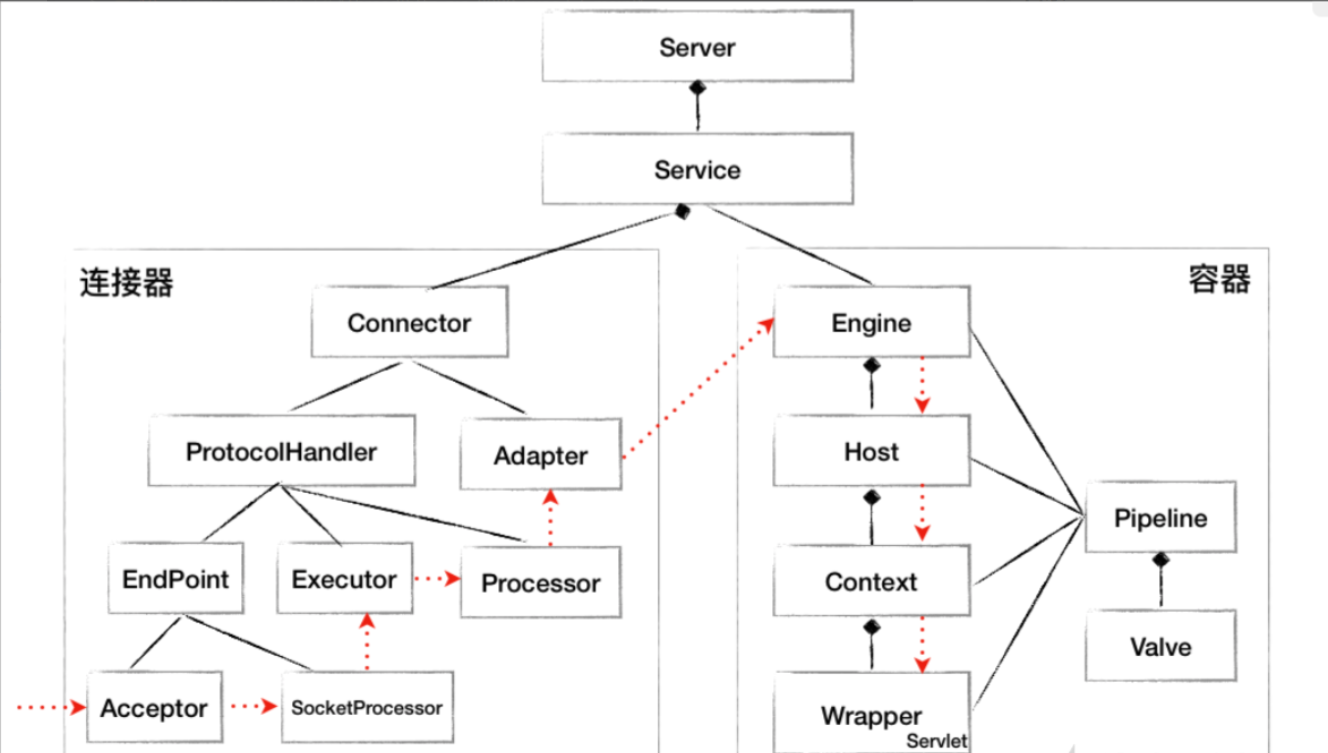 Server
Service
连接器
容器
Connector
Engine
ProtocolHandler
Adapter
Host
Pipeline
EndPoint
Executor
Processor
Context
Valve
Acceptor
SocketProcessor
Wrapper
Servlet